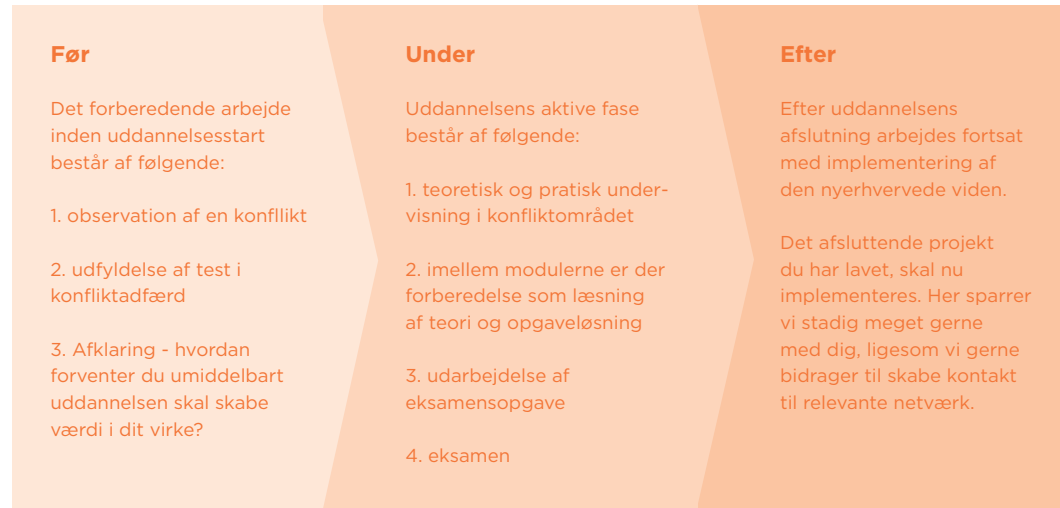 Før
Det forberedende arbejde
inden uddannelsesstart
består af følgende:
1. observation af en konfllikt
2. udfyldelse af test i
konfliktadfærd
3. Afklaring - hvordan
forventer du umiddelbart
uddannelsen skal skabe
værdi i dit virke?
Under
Uddannelsens aktive fase
består af følgende:
1. teoretisk og pratisk under-
visning i konfliktområdet
2. imellem modulerne er der
forberedelse som læsning
af teori og opgaveløsning
3. udarbejdelse af
eksamensopgave
4. eksamen
Efter
Efter uddannelsens
afslutning arbejdes fortsat
med implementering af
den nyerhvervede viden.
Det afsluttende projekt
du har lavet, skal nu
implementeres. Her sparrer
vi stadig meget gerne
med dig, ligesom vi gerne
bidrager til skabe kontakt
til relevante netværk.